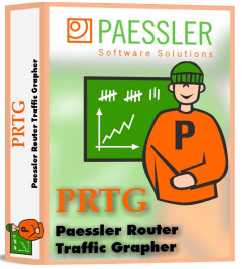 PAESSLER
Software Solutions
P
PRTG
Paessler Router
Traffic Grapher
PRTG
Paessler Router Traffic Grapher